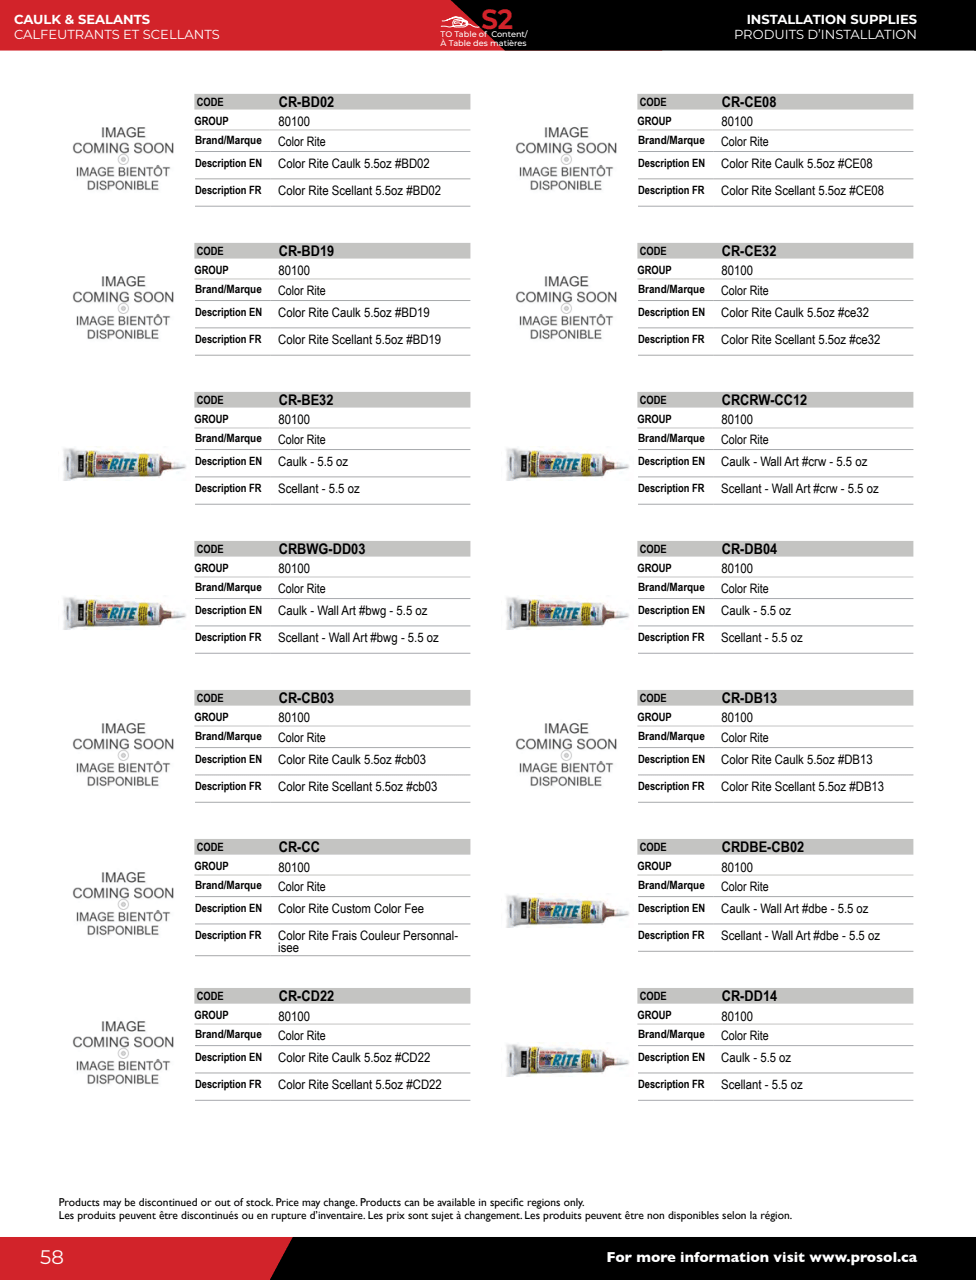 CAULK & SEALANTS
CALFEUTRANTS ET SCELLANTS
S2
TO Table of Content/
À Table des matières
INSTALLATION SUPPLIES
PRODUITS D'INSTALLATION
IMAGE
COMING SOON
IMAGE BIENTÔT
DISPONIBLE
CODE CR-BD02
GROUP 80100
Brand/Marque Color Rite
Description EN Color Rite Caulk 5.5oz #BD02
Description FR Color Rite Scellant 5.5oz #BD02
IMAGE
COMING SOON
IMAGE BIENTÔT
DISPONIBLE
CODE CR-CE08
GROUP 80100
Brand/Marque Color Rite
Description EN Color Rite Caulk 5.5oz #CE08
Description FR Color Rite Scellant 5.5oz #CE08
IMAGE
COMING SOON
IMAGE BIENTÔT
DISPONIBLE
CODE CR-BD19
GROUP 80100
Brand/Marque Color Rite
Description EN Color Rite Caulk 5.5oz #BD19
Description FR Color Rite Scellant 5.5oz #BD19
IMAGE
COMING SOON
IMAGE BIENTÔT
DISPONIBLE
CODE CR-CE32
GROUP 80100
Brand/Marque Color Rite
Description EN Color Rite Caulk 5.5oz #ce32
Description FR Color Rite Scellant 5.5oz #ce32
RITE
CODE CR-BE32
GROUP 80100
Brand/Marque Color Rite
Description EN Caulk - 5.5 oz
Description FR Scellant - 5.5 oz
RITE
CODE CRCRW-CC12
GROUP 80100
Brand/Marque Color Rite
Description EN Caulk - Wall Art #crw - 5.5 oz
Description FR Scellant - Wall Art #crw - 5.5 oz
RITE
CODE CRBWG-DD03
GROUP 80100
Brand/Marque Color Rite
Description EN Caulk - Wall Art #bwg - 5.5 oz
Description FR Scellant - Wall Art #bwg - 5.5 oz
RITE
CODE CR-DB04
GROUP 80100
Brand/Marque Color Rite
Description EN Caulk - 5.5 oz
Description FR Scellant - 5.5 oz
IMAGE
COMING SOON
IMAGE BIENTÔT
DISPONIBLE
CODE CR-CB03
GROUP 80100
Brand/Marque Color Rite
Description EN Color Rite Caulk 5.5oz #cb03
Description FR Color Rite Scellant 5.5oz #cb03
IMAGE
COMING SOON
IMAGE BIENTÔT
DISPONIBLE
CODE CR-DB13
GROUP 80100
Brand/Marque Color Rite
Description EN Color Rite Caulk 5.5oz #DB13
Description FR Color Rite Scellant 5.5oz #DB13
IMAGE
COMING SOON
IMAGE BIENTÔT
DISPONIBLE
CODE CR-CC
GROUP 80100
Brand/Marque Color Rite
Description EN Color Rite Custom Color Fee
Description FR Color Rite Frais Couleur Personnal-
isee
RITE
CODE CRDBE-CB02
GROUP 80100
Brand/Marque Color Rite
Description EN Caulk - Wall Art #dbe - 5.5 oz
Description FR Scellant - Wall Art #dbe - 5.5 oz
IMAGE
COMING SOON
IMAGE BIENTÔT
DISPONIBLE
CODE CR-CD22
GROUP 80100
Brand/Marque Color Rite
Description EN Color Rite Caulk 5.5oz #CD22
Description FR Color Rite Scellant 5.5oz #CD22
RITE
CODE CR-DD14
GROUP 80100
Brand/Marque Color Rite
Description EN Caulk - 5.5 oz
Description FR Scellant - 5.5 oz
Products may be discontinued or out of stock. Price may change. Products can be available in specific regions only.
Les produits peuvent être discontinués ou en rupture d'inventaire. Les prix sont sujet à changement. Les produits peuvent être non disponibles selon la région.
58
For more information visit www.prosol.ca